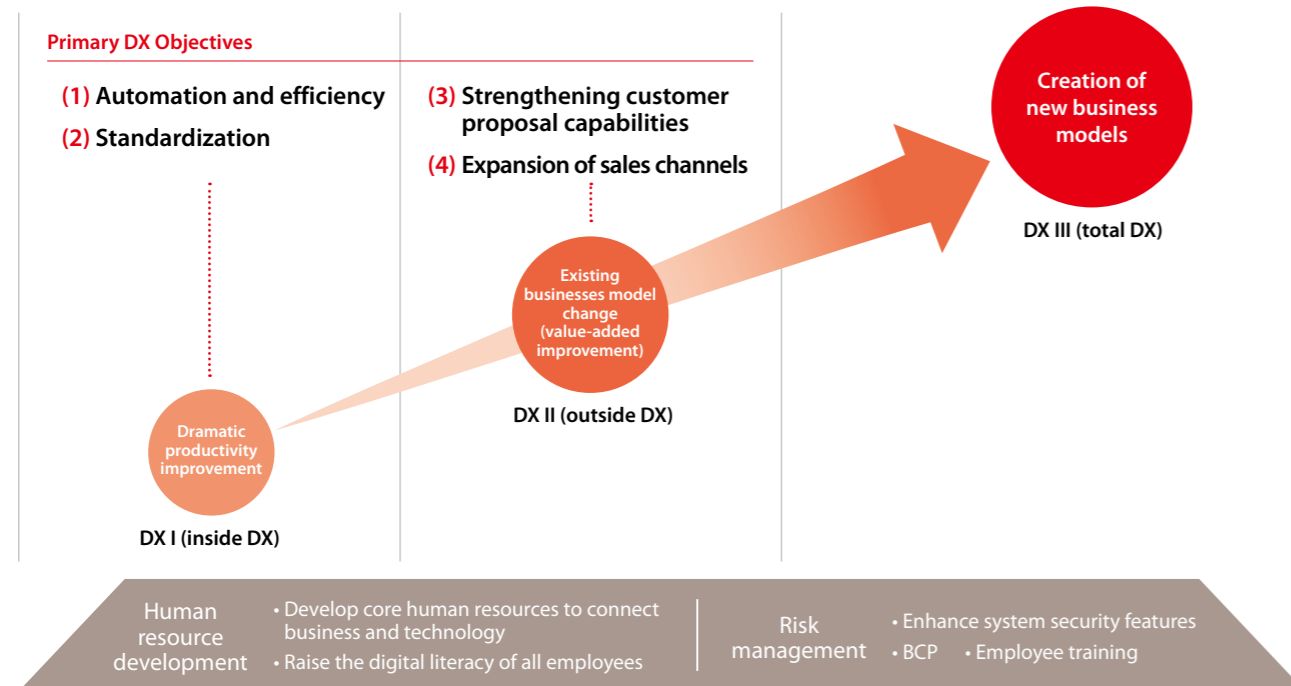 Primary DX Objectives
(1) Automation and efficiency
(2) Standardization
(3) Strengthening customer
proposal capabilities
(4) Expansion of sales channels
Creation of
new business
models
DX III (total DX)
Existing
businesses model
change
(value-added
improvement)
DX II (outside DX)
Dramatic
productivity
improvement
DX I (inside DX)
Human
resource
development
• Develop core human resources to connect
business and technology
• Raise the digital literacy of all employees
Risk
management
• Enhance system security features
• BCP • Employee training